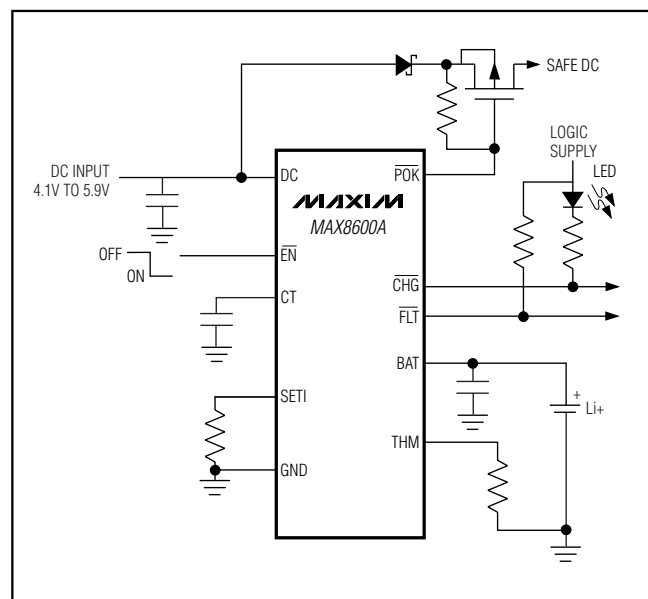 SAFE DC
LOGIC
SUPPLY
LED
DC INPUT
4.1V TO 5.9V
DC
POK
MAXIM
MAX8600A
OFF
ON
EN
CT
CHG
FLT
BAT
SETI
+
Li+
THM
GND